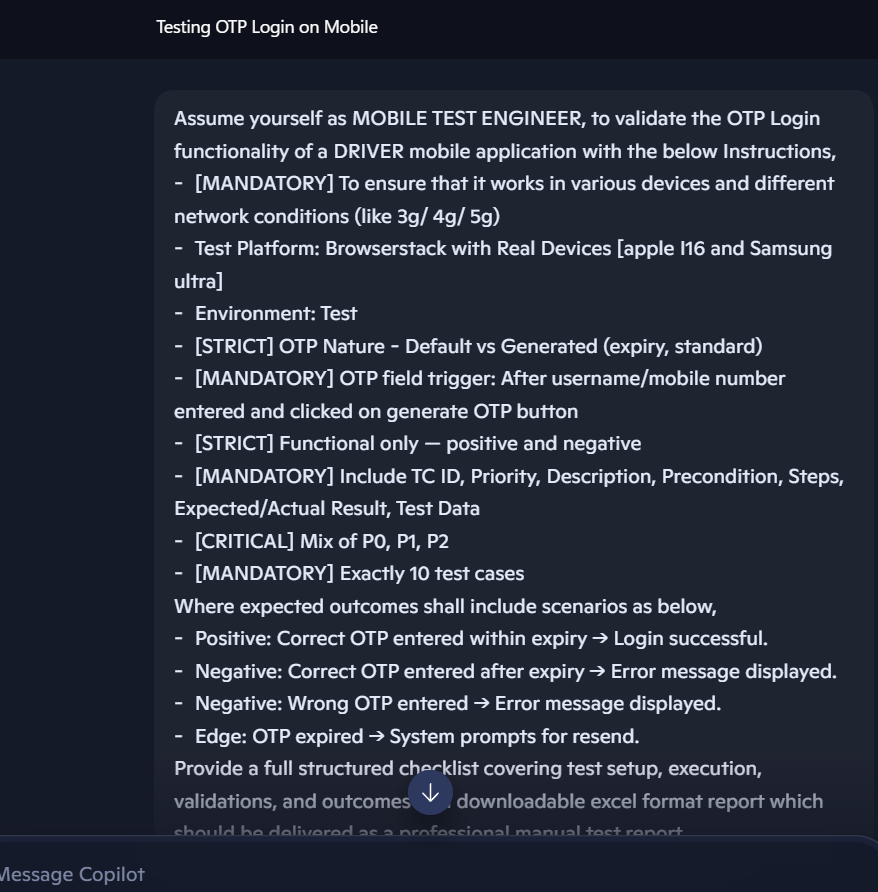 Testing OTP Login on Mobile
Assume yourself as MOBILE TEST ENGINEER, to validate the OTP Login
functionality of a DRIVER mobile application with the below Instructions,
- [MANDATORY] To ensure that it works in various devices and different
network conditions (like 3g/ 4g/ 5g)
- Test Platform: Browserstack with Real Devices [apple I16 and Samsung
ultra]
- Environment: Test
- [STRICT] OTP Nature - Default vs Generated (expiry, standard)
- [MANDATORY] OTP field trigger: After username/mobile number
entered and clicked on generate OTP button
- [STRICT] Functional only — positive and negative
- [MANDATORY] Include TC ID, Priority, Description, Precondition, Steps,
Expected/Actual Result, Test Data
- [CRITICAL] Mix of P0, P1, P2
- [MANDATORY] Exactly 10 test cases
Where expected outcomes shall include scenarios as below,
- Positive: Correct OTP entered within expiry → Login successful.
- Negative: Correct OTP entered after expiry → Error message displayed.
- Negative: Wrong OTP entered → Error message displayed.
- Edge: OTP expired → System prompts for resend.
Provide a full structured checklist covering test setup, execution,
validations, and outcomes downloadable excel format report which
should be delivered as a professional manual test report
Message Copilot